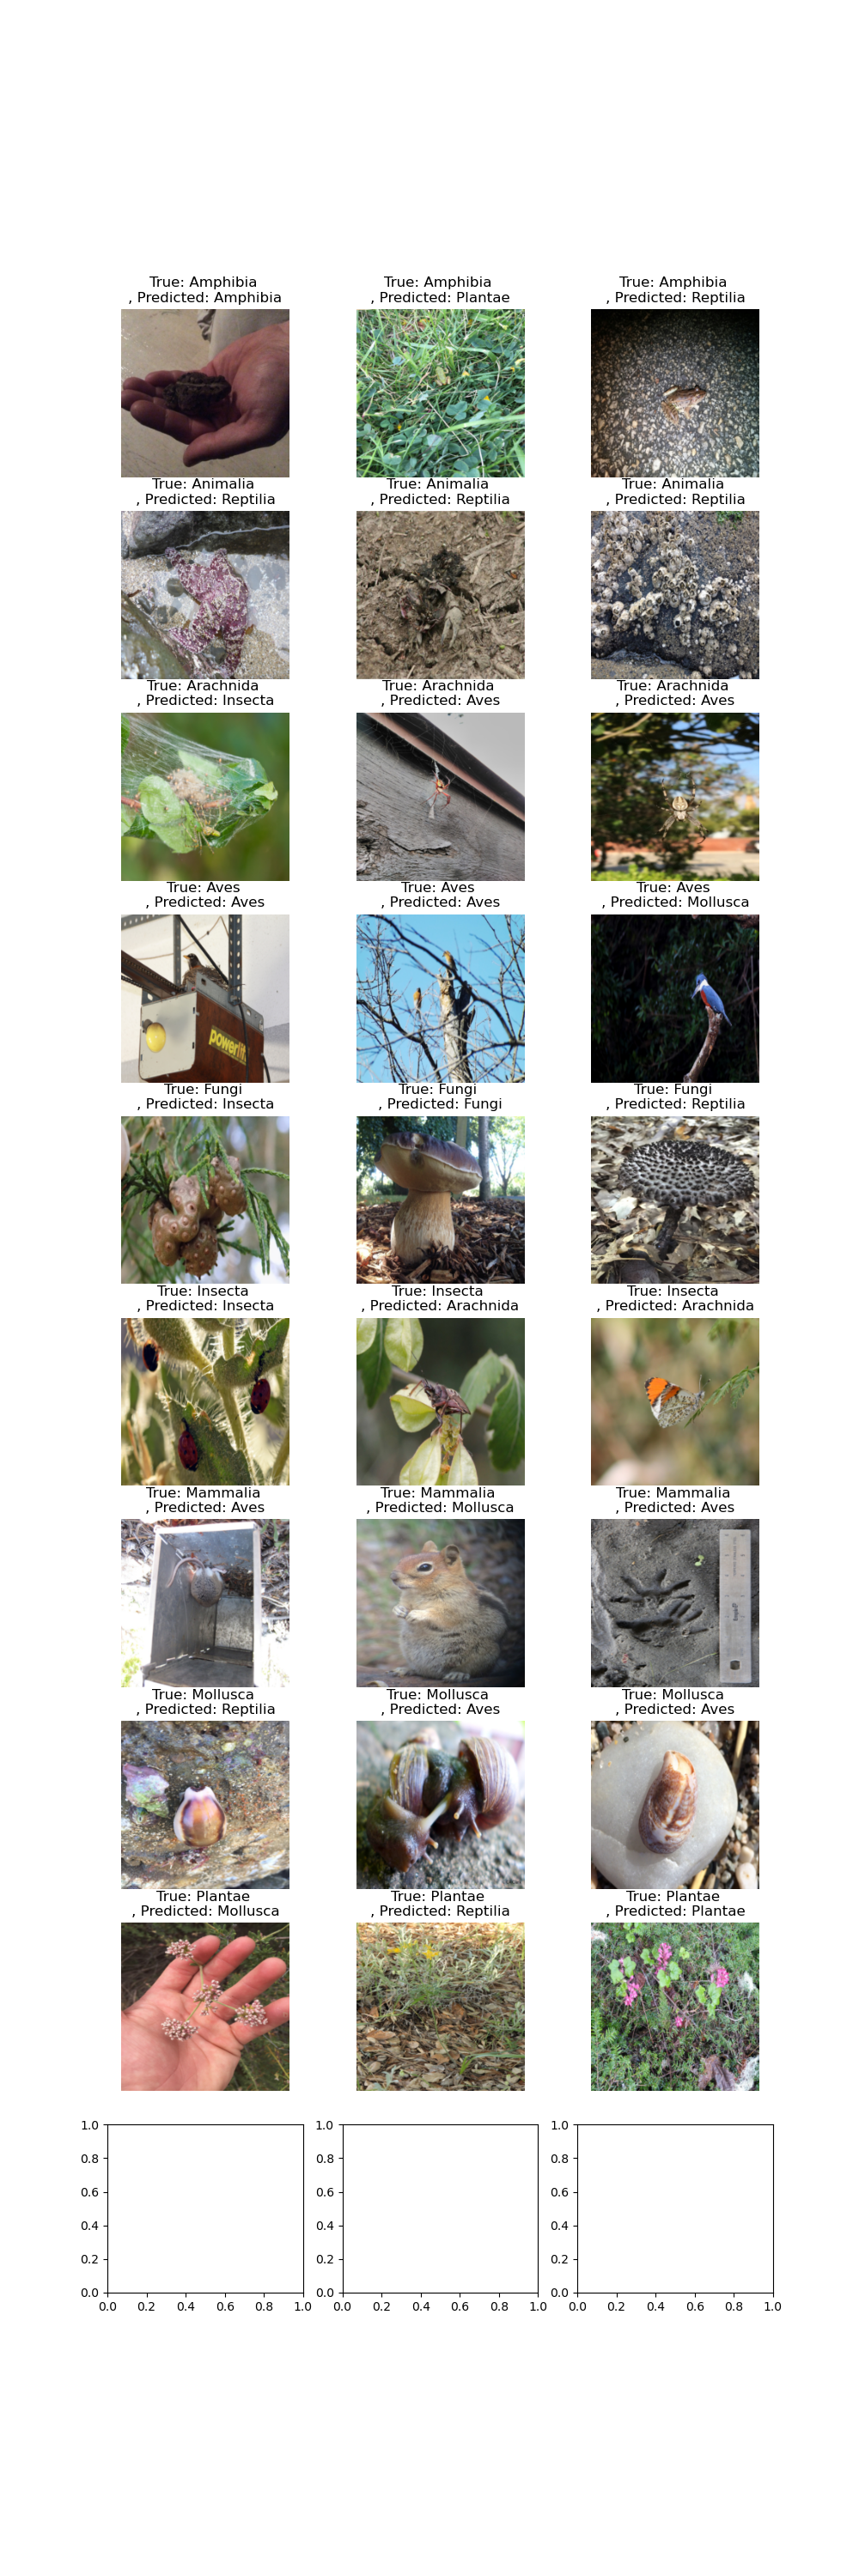 True: Amphibia
, Predicted: Amphibia
True: Amphibia
, Predicted: Plantae
True: Amphibia
, Predicted: Reptilia
True: Animalia
, Predicted: Reptilia
True: Animalia
, Predicted: Reptilia
True: Animalia
, Predicted: Reptilia
True: Arachnida
, Predicted: Insecta
True: Arachnida
, Predicted: Aves
True: Arachnida
, Predicted: Aves
True: Aves
, Predicted: Aves
True: Aves
, Predicted: Aves
True: Aves
, Predicted: Mollusca
True: Fungi
, Predicted: Insecta
True: Fungi
, Predicted: Fungi
True: Fungi
, Predicted: Reptilia
True: Insecta
, Predicted: Insecta
True: Insecta
, Predicted: Arachnida
True: Insecta
, Predicted: Arachnida
True: Mammalia
, Predicted: Aves
True: Mammalia
, Predicted: Mollusca
True: Mammalia
, Predicted: Aves
True: Mollusca
, Predicted: Reptilia
True: Mollusca
, Predicted: Aves
True: Mollusca
, Predicted: Aves
True: Plantae
, Predicted: Mollusca
True: Plantae
, Predicted: Reptilia
True: Plantae
, Predicted: Plantae
1.0
0.8
0.6
0.4
0.2
0.0
0.0 0.2 0.4 0.6 0.8 1.0
1.0
0.8
0.6
0.4
0.2
0.0
0.0 0.2 0.4 0.6 0.8 1.0
1.0
0.8
0.6
0.4
0.2
0.0
0.0 0.2 0.4 0.6 0.8 1.0